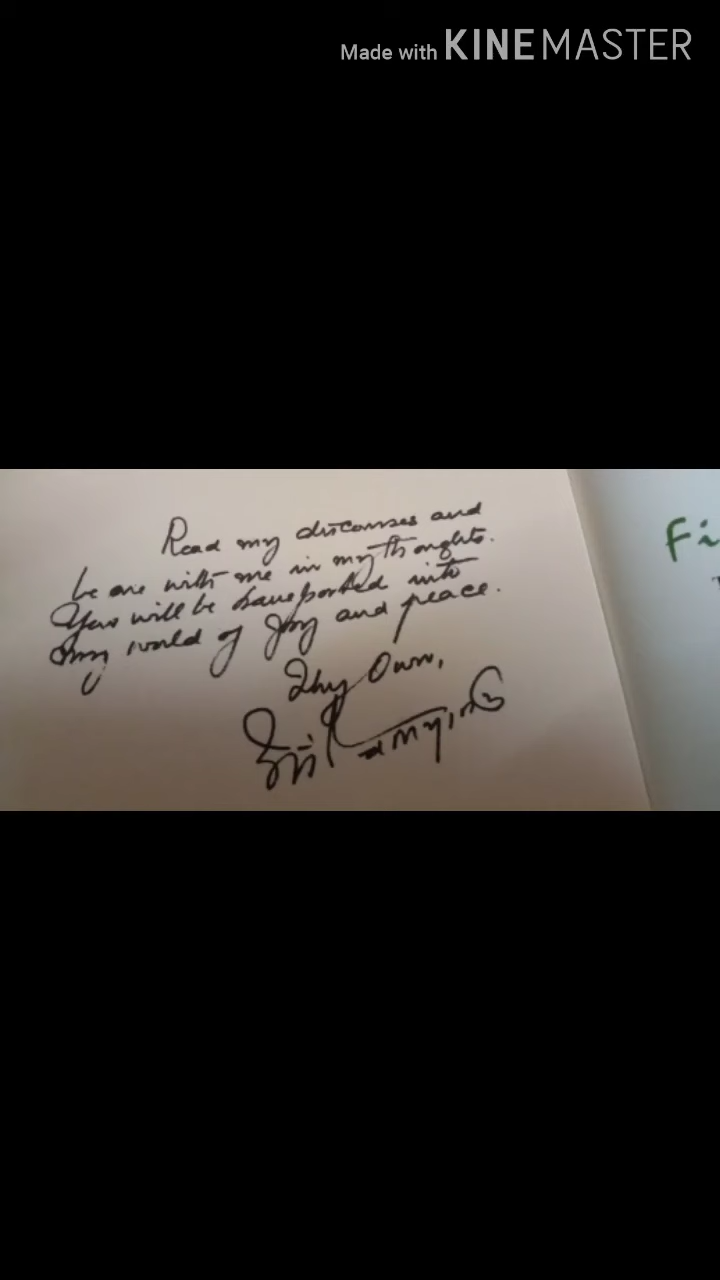 Made with KINEMASTER
Read my discourses and
be one with me in my thoughts.
You will be transported into
my world of joy and peace.
Thy Own,
Fi